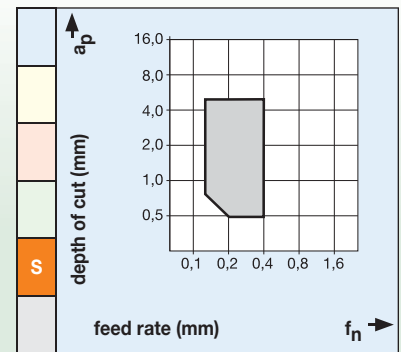 ap
depth of cut (mm)
16,0
8,0
4,0
2,0
1,0
0,5
0,1 0,2 0,4 0,8 1,6
S
feed rate (mm) fn